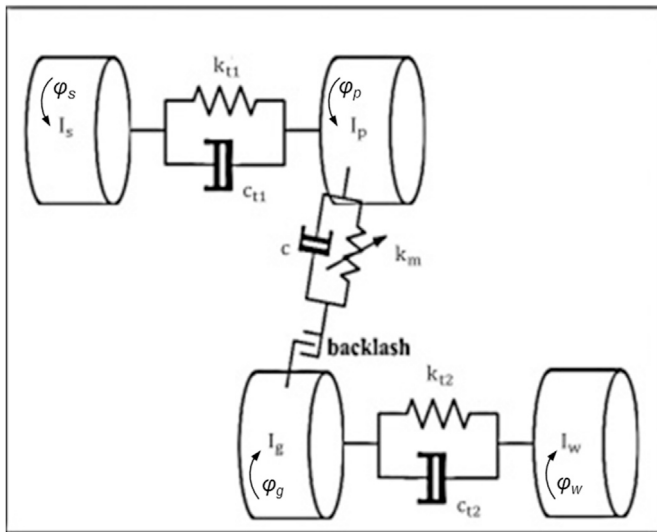 φs
Is
kt1
ct1
φp
Ip
c
km
backlash
Ig
φg
kt2
ct2
Iw
φw